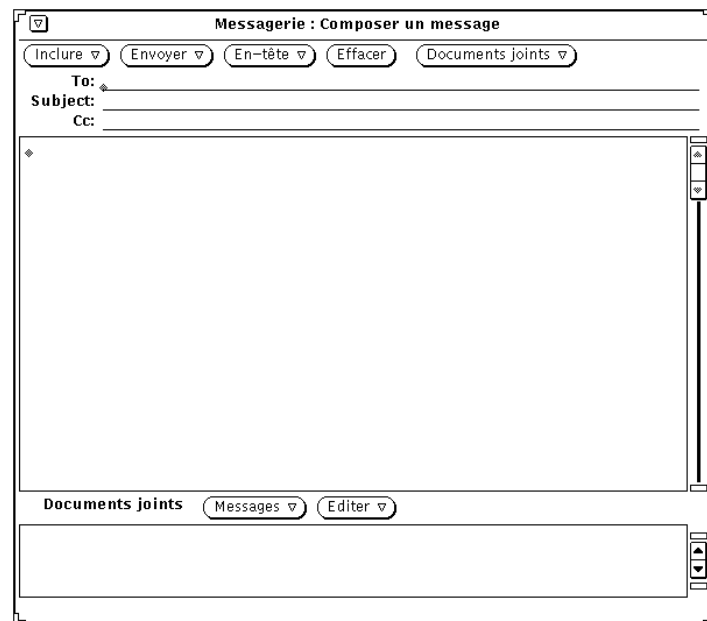 Messagerie : Composer un message
Inclure Envoyer En-tête Effacer Documents joints
To:
Subject:
Cc:
Documents joints Messages Editer